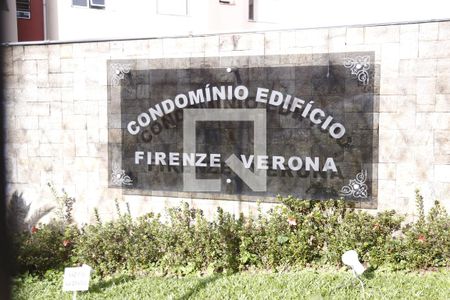 CONDOMÍNIO EDIFÍCIO
FIRENZE VERONA